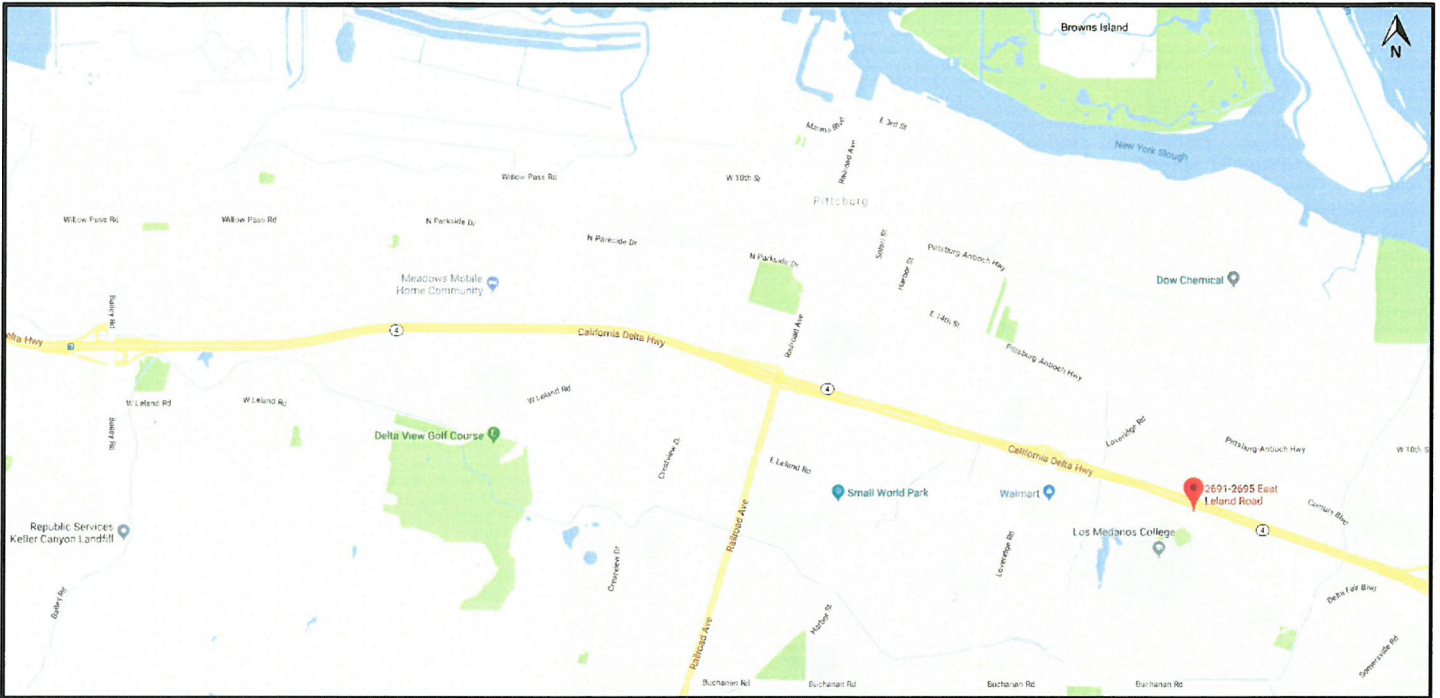 Browns Island
N
Marina Blvd
E 3rd St
New York Slough
Railroad Ave
Willow Pass Rd
W 10th St
Pittsburg
Willow Pass Rd
Willow Pass Rd
N Parkside Dr
N Parkside Dr
Solari St
Pittsburg-Antioch Hwy
N Parkside Dr
Harbor St
Meadows Mobile
Home Community
Dow Chemical
Bailey Rd
E 14th St
elta Hwy
4
California Delta Hwy
Railroad Ave
Pittsburg-Antioch Hwy
4
W Leland Rd
W Leland Rd
W Leland Rd
Bailey Rd
Delta View Golf Course
Crestview Dr
Loveridge Rd
Pittsburg-Antioch Hwy
W 10th S
California Delta Hwy
E Leland Rd
Small World Park
Walmart
2691-2695 East
Leland Road
Century Blvd
Republic Services
Keller Canyon Landfill
Railroad Ave
Los Medanos College
4
Crestview Dr
Loveridge Rd
Bailey Rd
Delta Fair Blvd
Harbor St
Railroad Ave
Somersville Rd
Buchanan Rd
Buchanan Rd
Buchanan Rd
Buchanan Rd